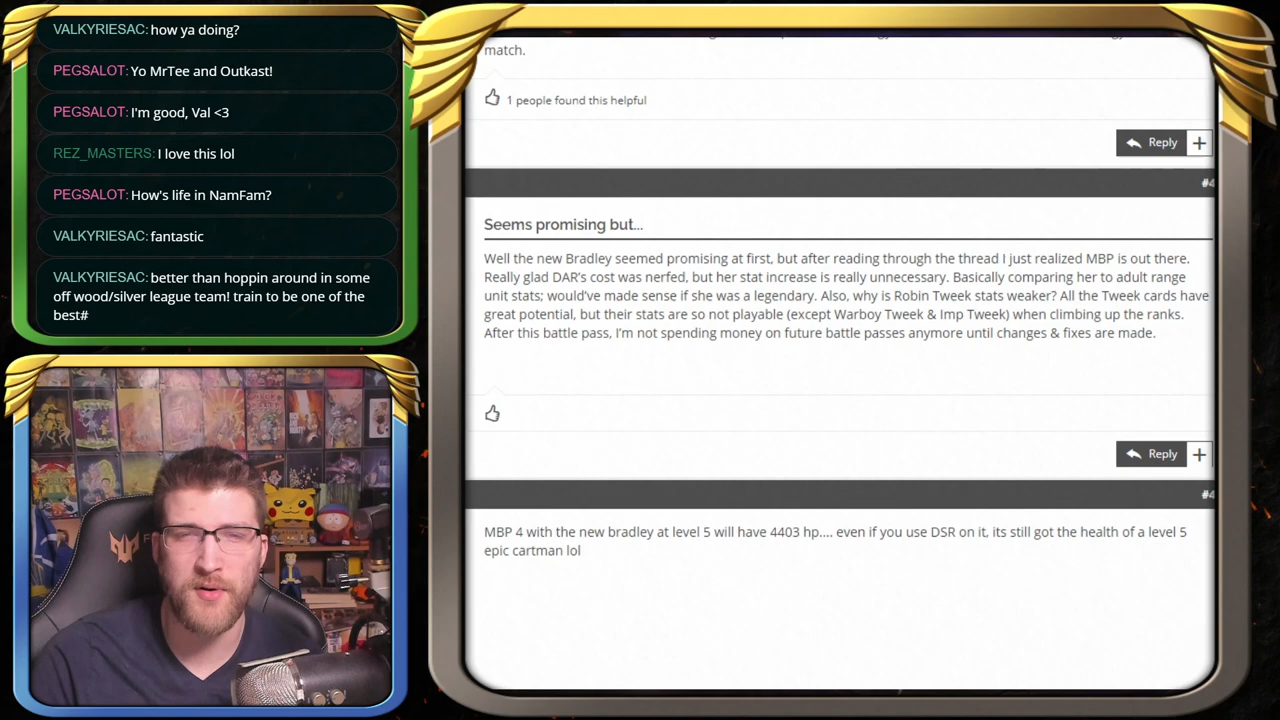 VALKYRIESAC: how ya doing?
PEGSALOT: Yo MrTee and Outkast!
PEGSALOT: I'm good, Val <3
REZ_MASTERS: I love this lol
PEGSALOT: How's life in NamFam?
VALKYRIESAC: fantastic
VALKYRIESAC: better than hoppin around in some
off wood/silver league team! train to be one of the
best#
match.
1 people found this helpful
Reply +
#4
Seems promising but...
Well the new Bradley seemed promising at first, but after reading through the thread I just realized MBP is out there.
Really glad DAR's cost was nerfed, but her stat increase is really unnecessary. Basically comparing her to adult range
unit stats; would've made sense if she was a legendary. Also, why is Robin Tweek stats weaker? All the Tweek cards have
great potential, but their stats are so not playable (except Warboy Tweek & Imp Tweek) when climbing up the ranks.
After this battle pass, I'm not spending money on future battle passes anymore until changes & fixes are made.
Reply +
#4
MBP 4 with the new bradley at level 5 will have 4403 hp.... even if you use DSR on it, its still got the health of a level 5
epic cartman lol